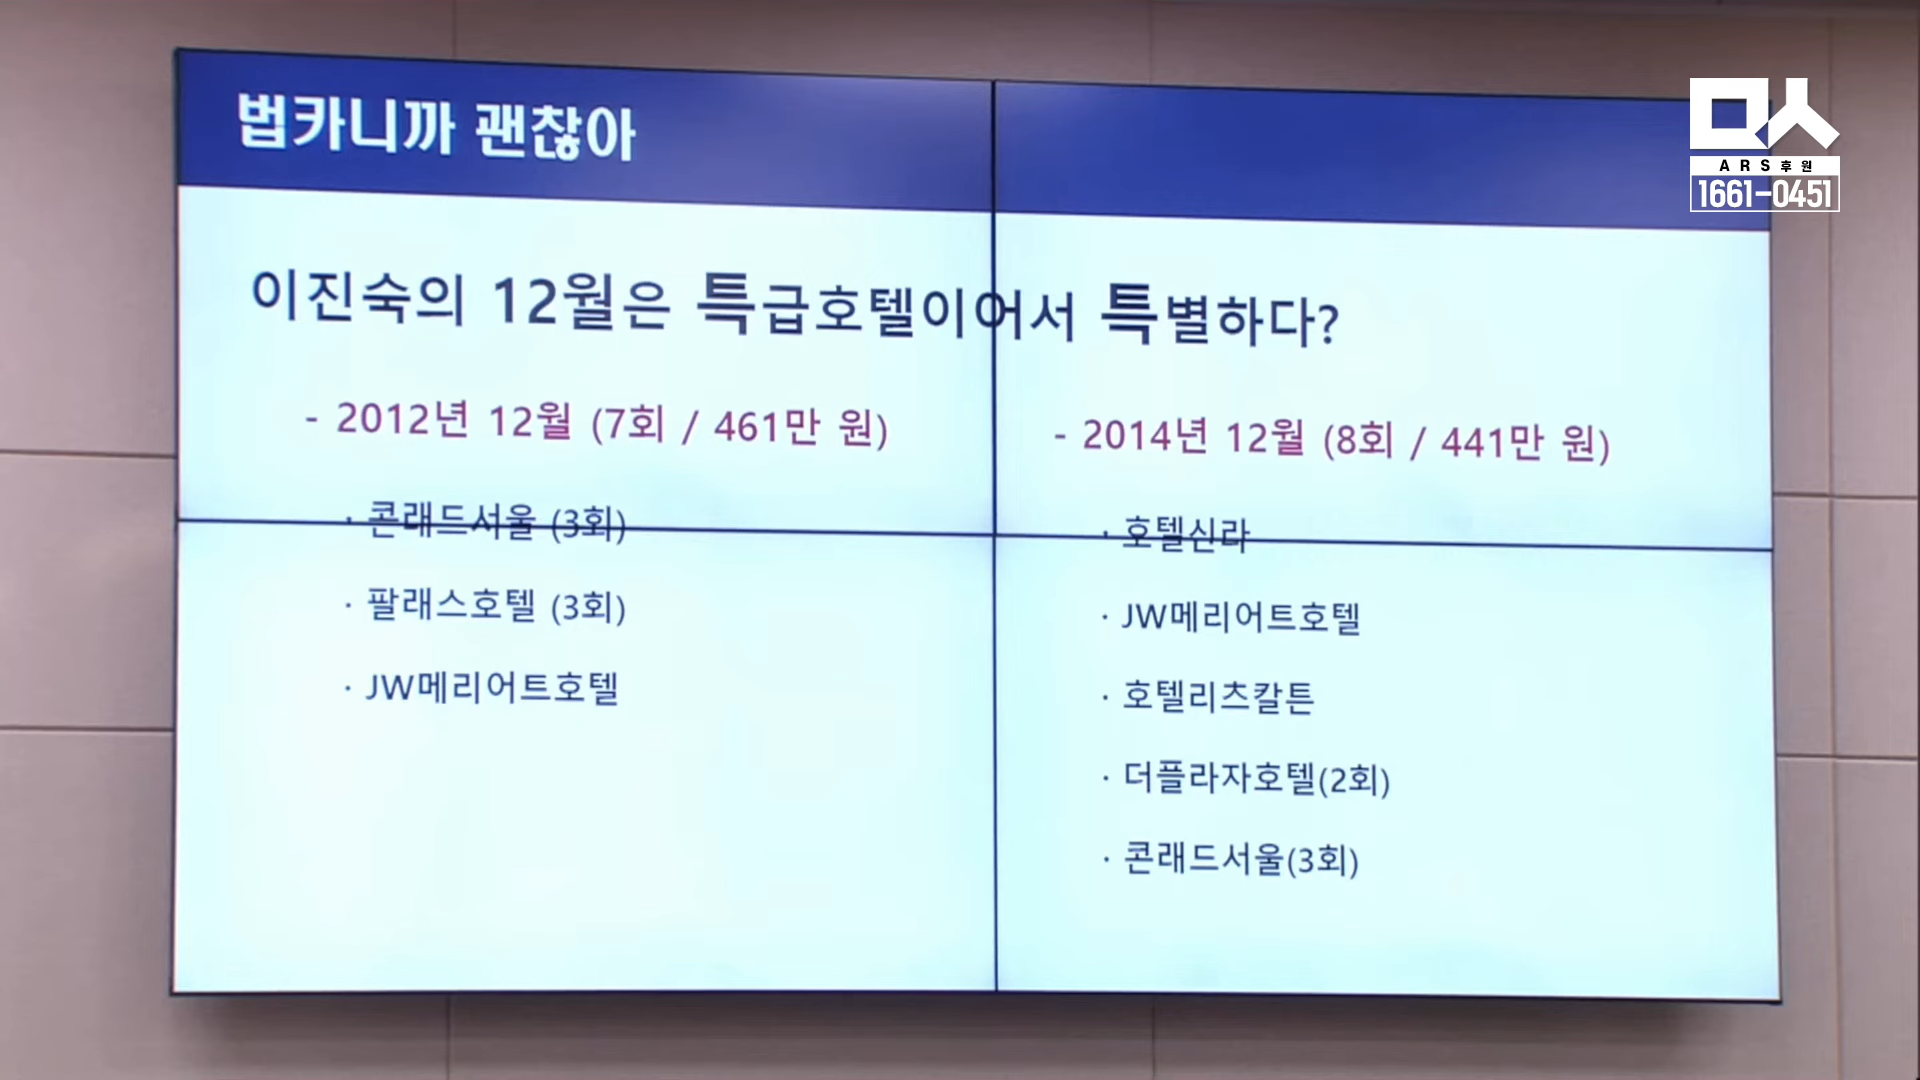 법카니까 괜찮아
ARS후원
1661-0451
이진숙의 12월은 특급호텔이어서 특별하다?
- 2012년 12월 (7회 / 461만 원)
· 콘래드서울 (3회)
· 팔래스호텔 (3회)
· JW메리어트호텔
- 2014년 12월 (8회 / 441만 원)
· 호텔신라
· JW메리어트호텔
· 호텔리츠칼튼
· 더플라자호텔(2회)
· 콘래드서울(3회)